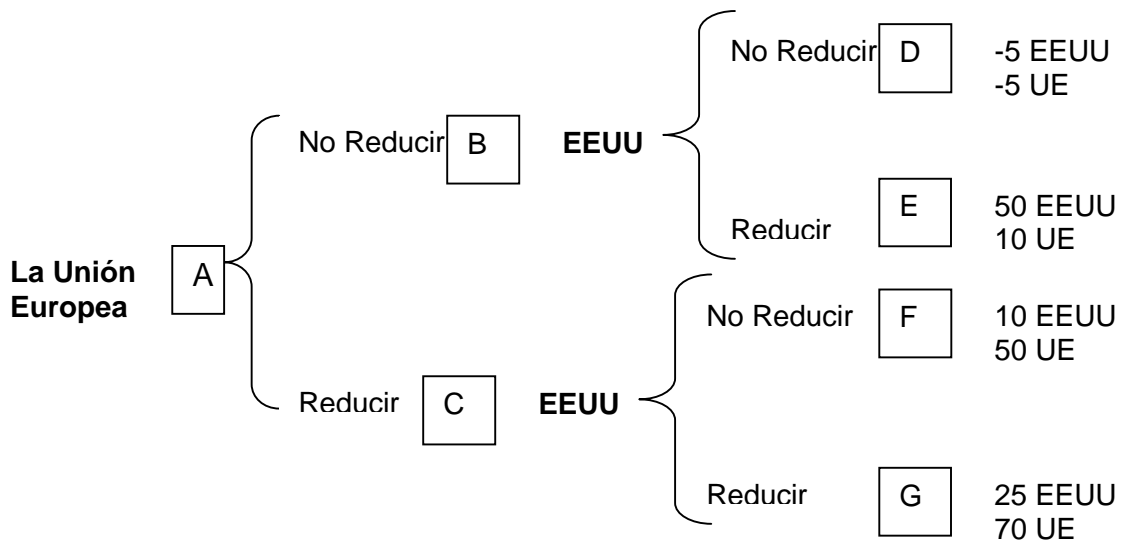 No Reducir D -5 EEUU
-5 UE
No Reducir B EEUU
E 50 EEUU
Reducir 10 UE
La Unión A
Europea
No Reducir F 10 EEUU
50 UE
Reducir C EEUU
Reducir G 25 EEUU
70 UE